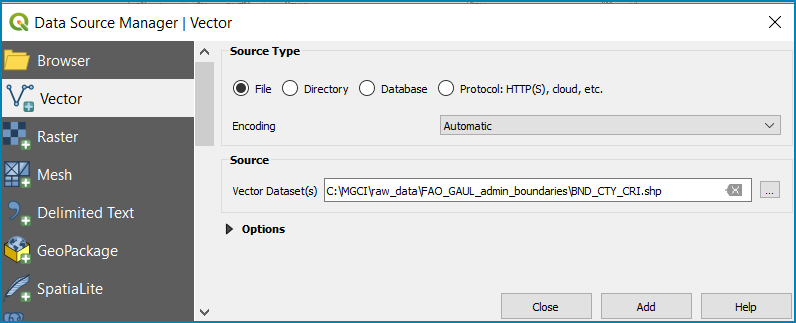 Data Source Manager | Vector
Browser
Vector
Raster
Mesh
Delimited Text
GeoPackage
SpatiaLite
Source Type
File Directory Database Protocol: HTTP(S), cloud, etc.
Encoding Automatic
Source
Vector Dataset(s) C:\MGCI\raw_data\FAO_GAUL_admin_boundaries\BND_CTY_CRI.shp ...
Options
Close Add Help